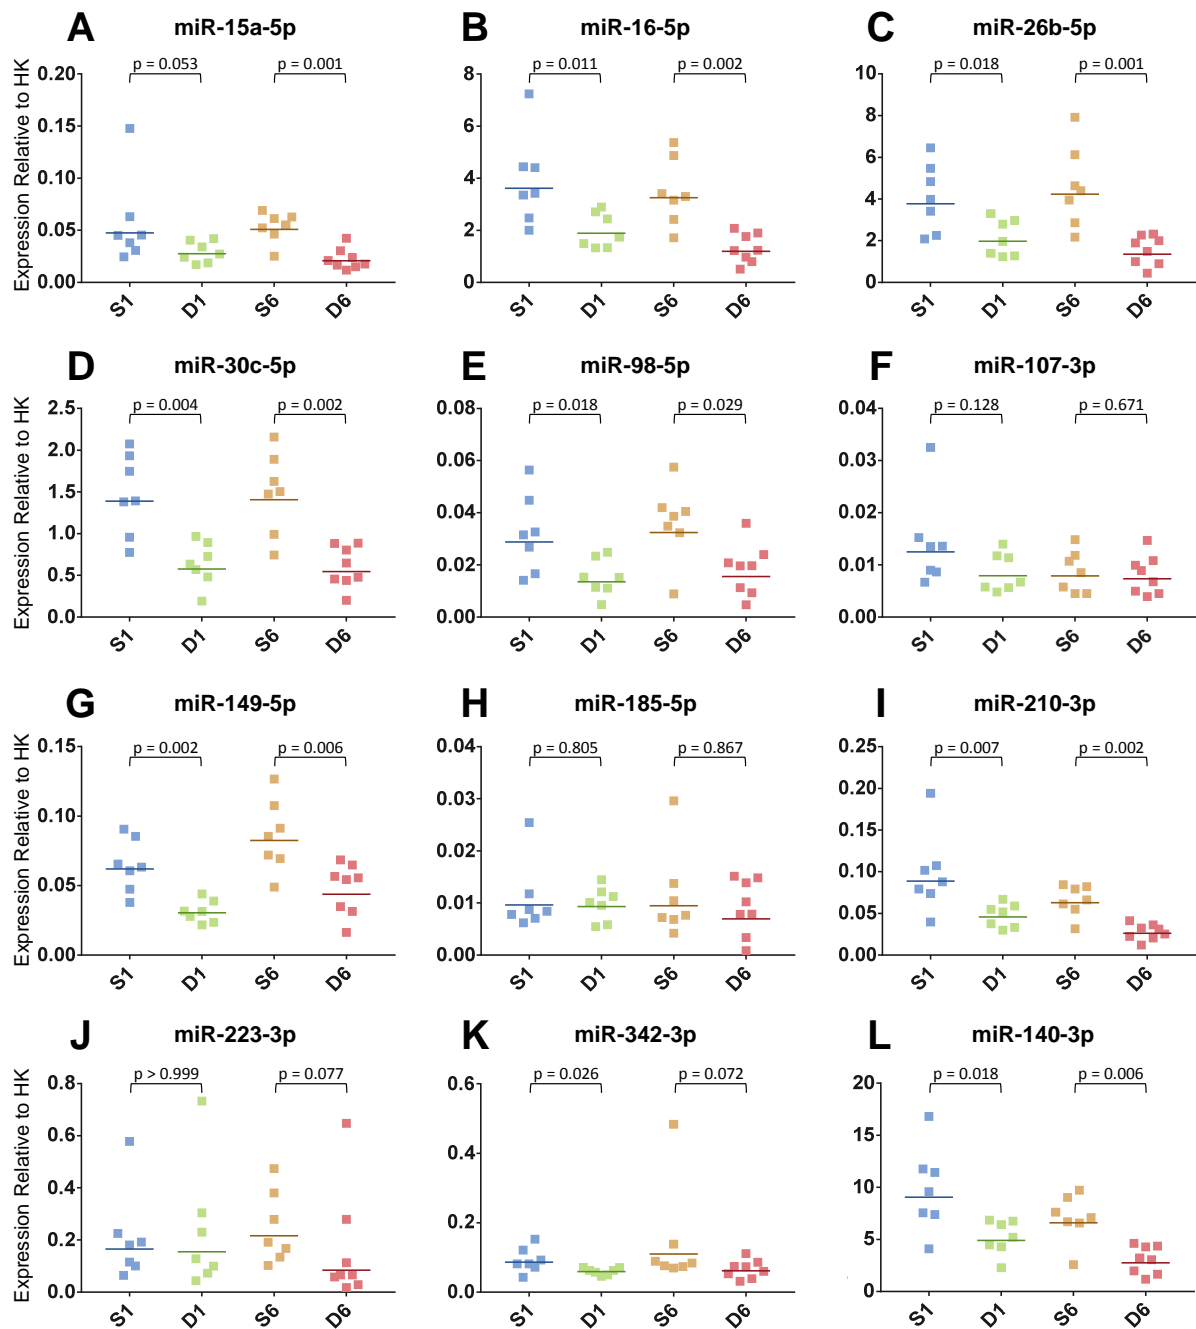 A miR-15a-5p
p = 0.053 p = 0.001
Expression Relative to HK
0.20
0.15
0.10
0.05
0.00
S1 D1 S6 D6
B miR-16-5p
p = 0.011 p = 0.002
8
6
4
2
0
S1 D1 S6 D6
C miR-26b-5p
p = 0.018 p = 0.001
10
8
6
4
2
0
S1 D1 S6 D6
D miR-30c-5p
p = 0.004 p = 0.002
Expression Relative to HK
2.5
2.0
1.5
1.0
0.5
0.0
S1 D1 S6 D6
E miR-98-5p
p = 0.018 p = 0.029
0.08
0.06
0.04
0.02
0.00
S1 D1 S6 D6
F miR-107-3p
p = 0.128 p = 0.671
0.04
0.03
0.02
0.01
0.00
S1 D1 S6 D6
G miR-149-5p
p = 0.002 p = 0.006
Expression Relative to HK
0.15
0.10
0.05
0.00
S1 D1 S6 D6
H miR-185-5p
p = 0.805 p = 0.867
0.04
0.03
0.02
0.01
0.00
S1 D1 S6 D6
I miR-210-3p
p = 0.007 p = 0.002
0.25
0.20
0.15
0.10
0.05
0.00
S1 D1 S6 D6
J miR-223-3p
p > 0.999 p = 0.077
Expression Relative to HK
0.8
0.6
0.4
0.2
0.0
S1 D1 S6 D6
K miR-342-3p
p = 0.026 p = 0.072
0.6
0.4
0.2
0.0
S1 D1 S6 D6
L miR-140-3p
p = 0.018 p = 0.006
20
15
10
5
0
S1 D1 S6 D6